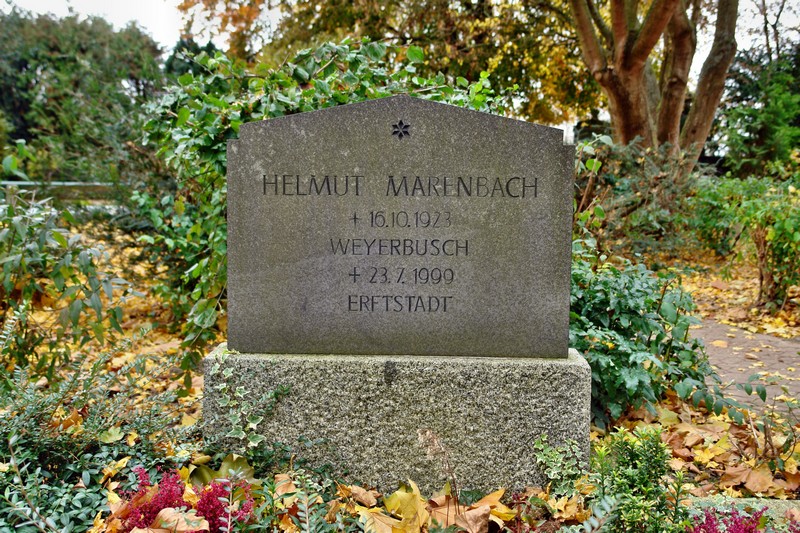 HELMUT MARENBACH
+ 16.10.1923
WEYERBUSCH
+ 23.7.1999
ERFTSTADT